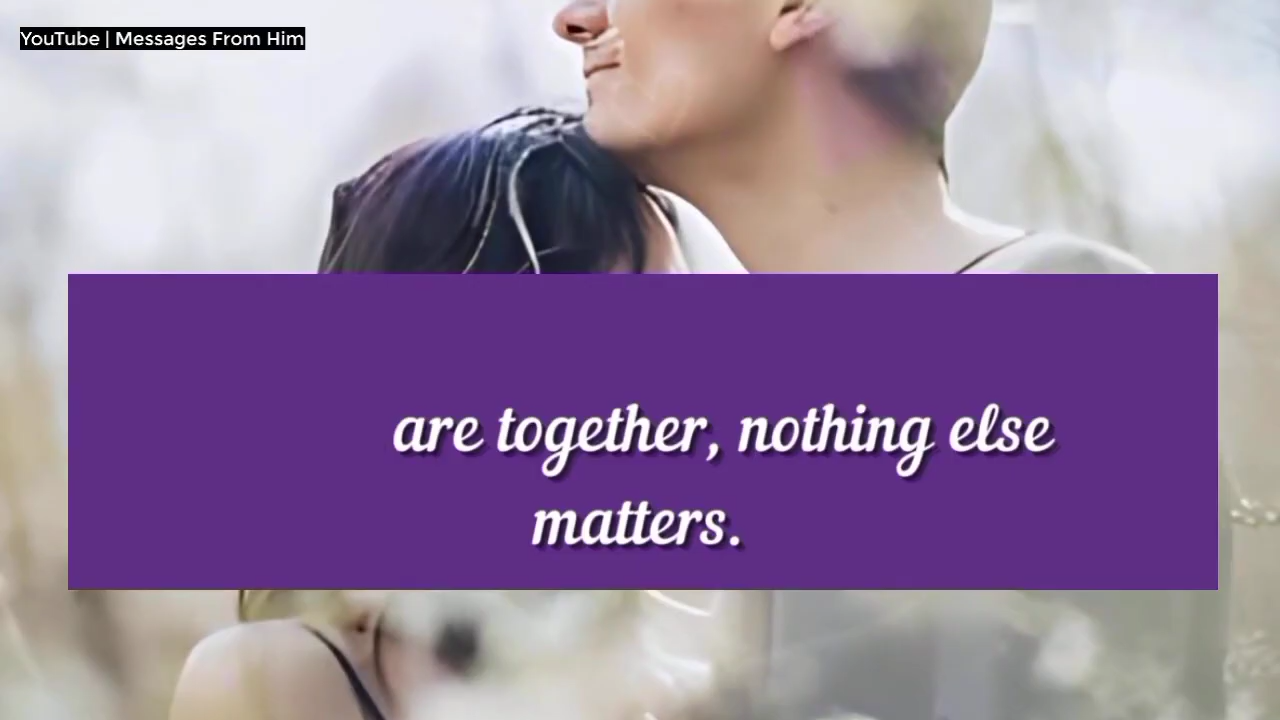 YouTube | Messages From Him
are together, nothing else
matters.